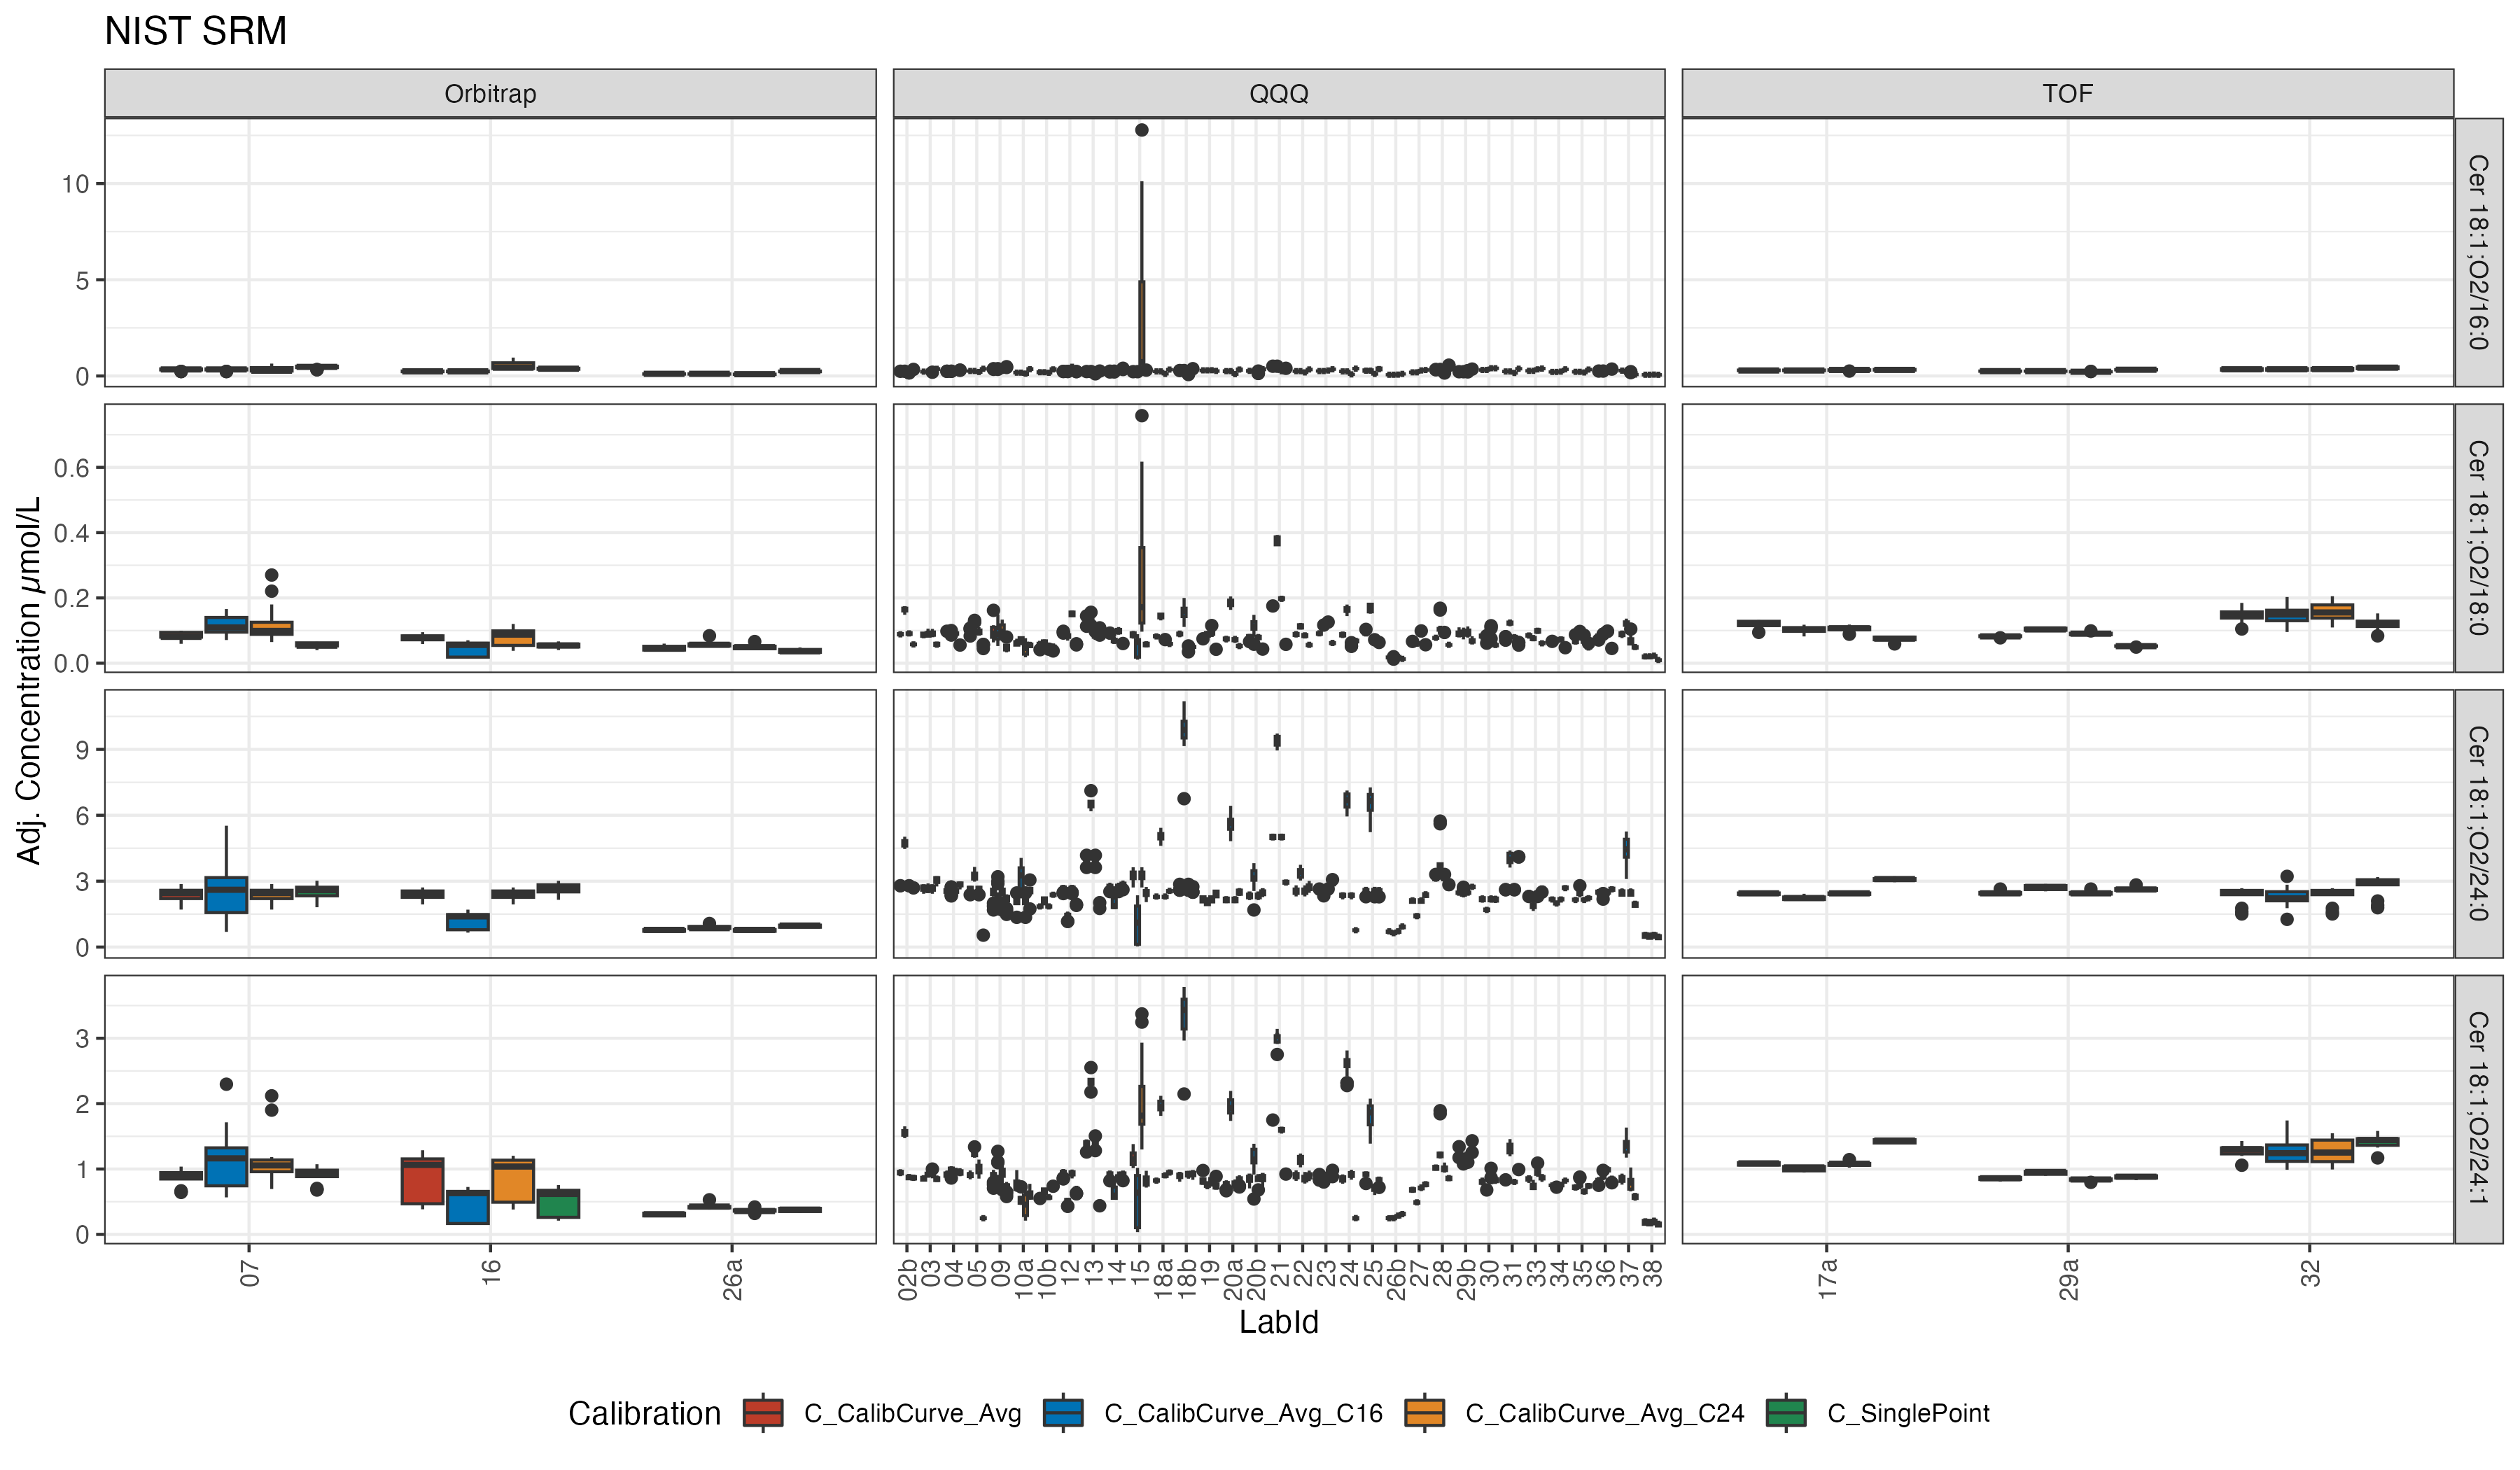 NIST SRM
Orbitrap QQQ TOF
Cer 18:1;O2/16:0
10
5
0
Cer 18:1;O2/18:0
0.6
0.4
0.2
0.0
Cer 18:1;O2/24:0
9
6
3
0
Cer 18:1;O2/24:1
3
2
1
0
Adj. Concentration µmol/L
07 16 26a
02b 03 04 05 09 10a 10b 12 13 14 15 18a 18b 19 20a 20b 21 22 23 24 25 26b 27 28 29b 30 31 33 34 35 36 37 38
17a 29a 32
LabId
Calibration C_CalibCurve_Avg C_CalibCurve_Avg_C16 C_CalibCurve_Avg_C24 C_SinglePoint